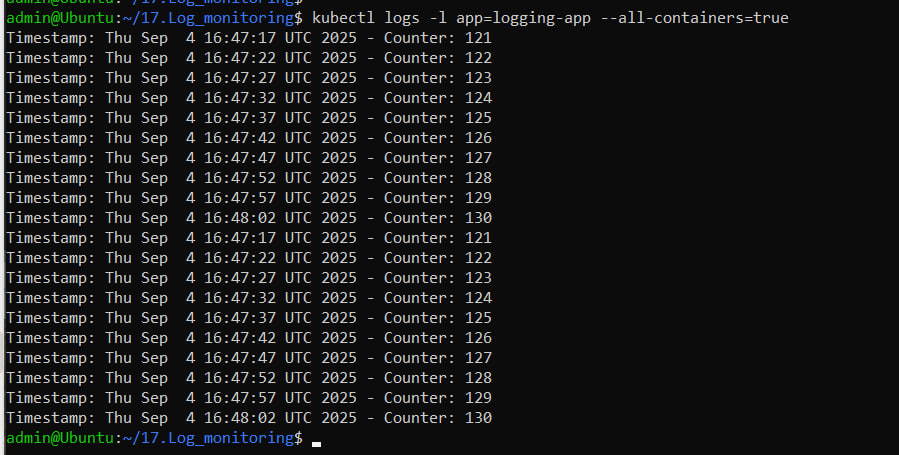 admin@Ubuntu:~/17.Log_monitoring$
admin@Ubuntu:~/17.Log_monitoring$ kubectl logs -l app=logging-app --all-containers=true
Timestamp: Thu Sep  4 16:47:17 UTC 2025 - Counter: 121
Timestamp: Thu Sep  4 16:47:22 UTC 2025 - Counter: 122
Timestamp: Thu Sep  4 16:47:27 UTC 2025 - Counter: 123
Timestamp: Thu Sep  4 16:47:32 UTC 2025 - Counter: 124
Timestamp: Thu Sep  4 16:47:37 UTC 2025 - Counter: 125
Timestamp: Thu Sep  4 16:47:42 UTC 2025 - Counter: 126
Timestamp: Thu Sep  4 16:47:47 UTC 2025 - Counter: 127
Timestamp: Thu Sep  4 16:47:52 UTC 2025 - Counter: 128
Timestamp: Thu Sep  4 16:47:57 UTC 2025 - Counter: 129
Timestamp: Thu Sep  4 16:48:02 UTC 2025 - Counter: 130
Timestamp: Thu Sep  4 16:47:17 UTC 2025 - Counter: 121
Timestamp: Thu Sep  4 16:47:22 UTC 2025 - Counter: 122
Timestamp: Thu Sep  4 16:47:27 UTC 2025 - Counter: 123
Timestamp: Thu Sep  4 16:47:32 UTC 2025 - Counter: 124
Timestamp: Thu Sep  4 16:47:37 UTC 2025 - Counter: 125
Timestamp: Thu Sep  4 16:47:42 UTC 2025 - Counter: 126
Timestamp: Thu Sep  4 16:47:47 UTC 2025 - Counter: 127
Timestamp: Thu Sep  4 16:47:52 UTC 2025 - Counter: 128
Timestamp: Thu Sep  4 16:47:57 UTC 2025 - Counter: 129
Timestamp: Thu Sep  4 16:48:02 UTC 2025 - Counter: 130
admin@Ubuntu:~/17.Log_monitoring$